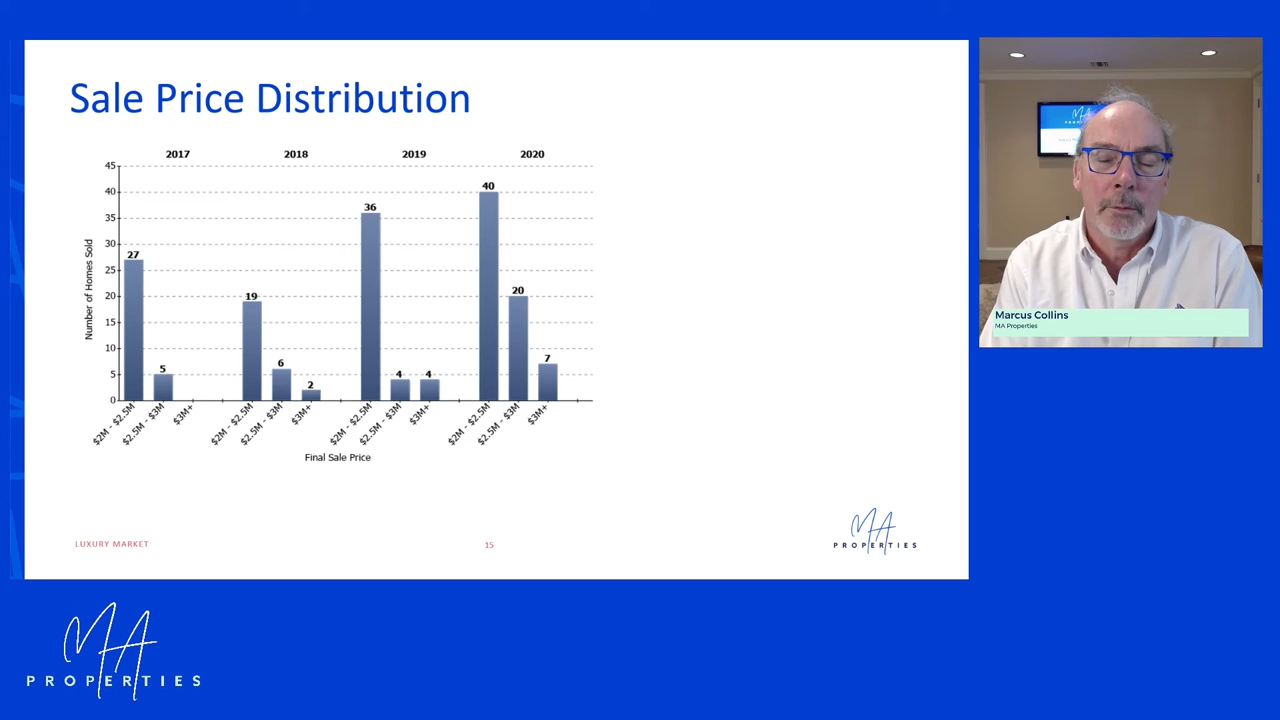 Sale Price Distribution
2017 2018 2019 2020
Number of Homes Sold
45
40
35
30
25
20
15
10
5
0
27
5
19
6
2
36
4
4
40
20
7
$2M - $2.5M
$2.5M - $3M
$3M+
$2M - $2.5M
$2.5M - $3M
$3M+
$2M - $2.5M
$2.5M - $3M
$3M+
$2M - $2.5M
$2.5M - $3M
$3M+
Final Sale Price
LUXURY MARKET
15
MA
PROPERTIES
Marcus Collins
MA Properties
MA
PROPERTIES